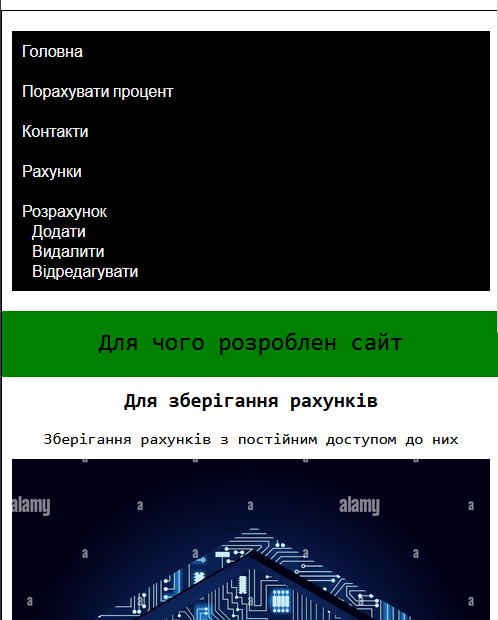 Головна
Порахувати процент
Контакти
Рахунки
Розрахунок
Додати
Видалити
Відредагувати
Для чого розроблен сайт
Для зберігання рахунків
Зберігання рахунків з постійним доступом до них
a a a
alamy a a alamy a
a a a a
a a